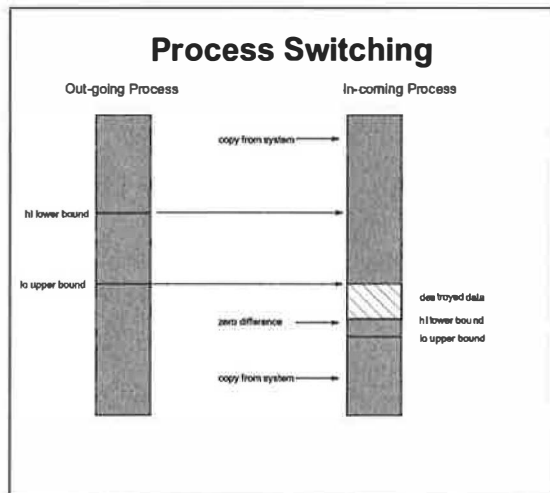 Process Switching
Out-going Process
In-coming Process
copy from system
hi lower bound
lo upper bound
destroyed data
zero difference
hi lower bound
lo upper bound
copy from system